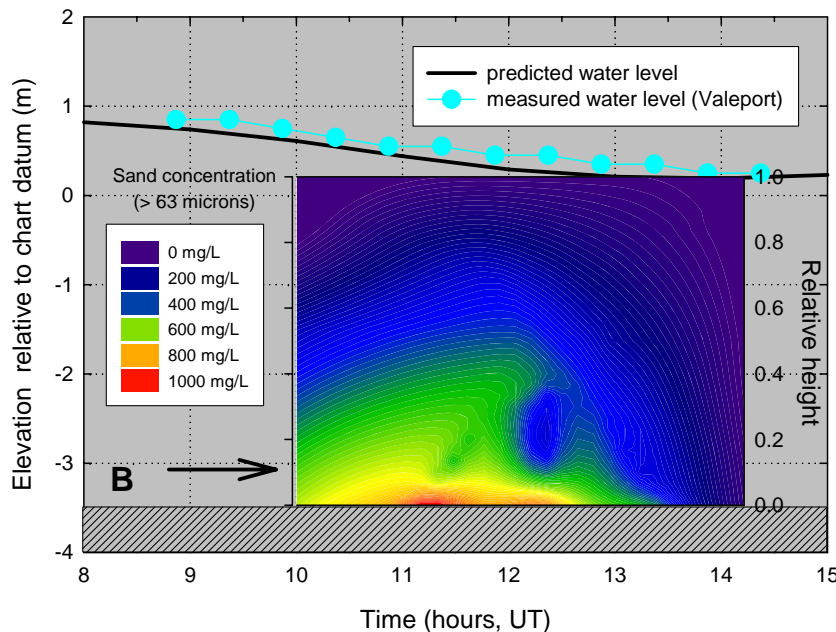 2
1
0
-1
-2
-3
-4
8
9
10
11
12
13
14
15
Elevation relative to chart datum (m)
Time (hours, UT)
predicted water level
measured water level (Valeport)
Sand concentration
(> 63 microns)
0 mg/L
200 mg/L
400 mg/L
600 mg/L
800 mg/L
1000 mg/L
B
1.0
0.8
0.6
0.4
0.2
0.0
Relative height